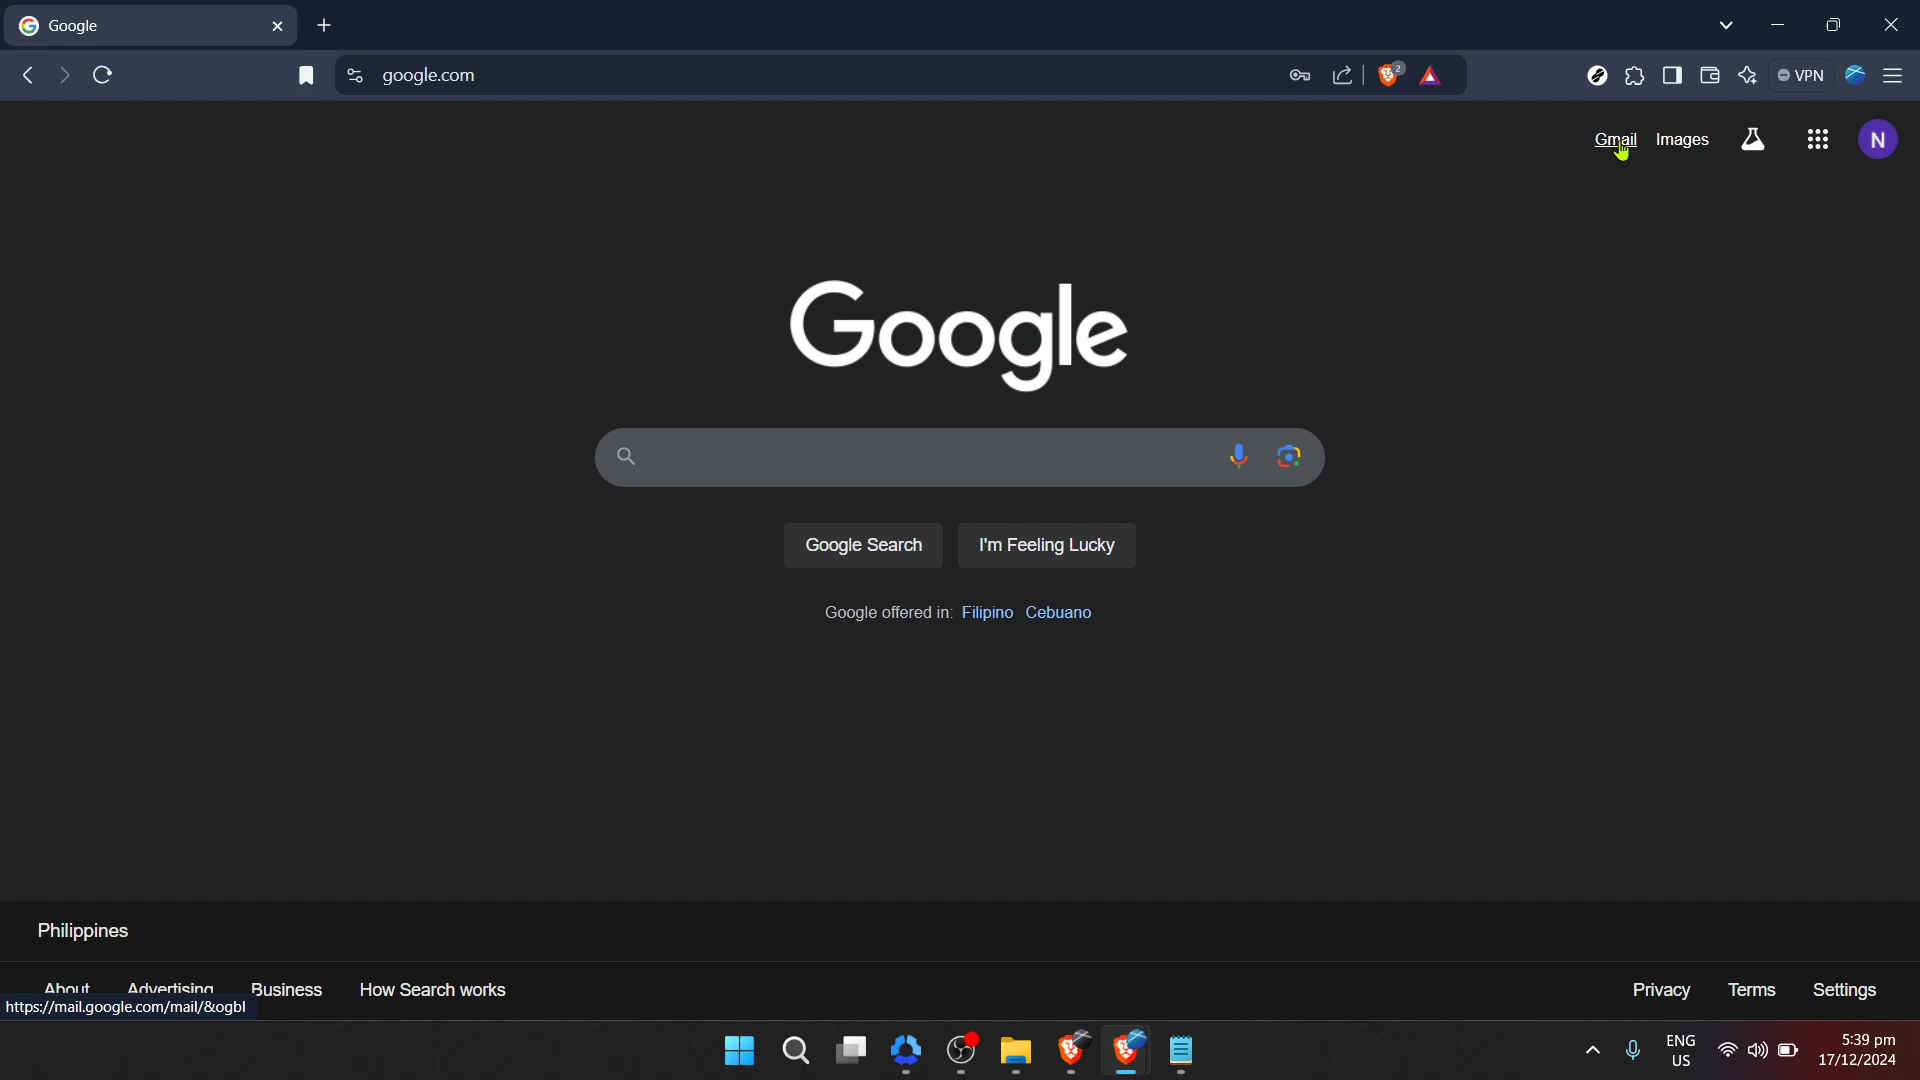 Google
google.com
2
VPN
Gmail Images
N
Google
Google Search I'm Feeling Lucky
Google offered in: Filipino Cebuano
Philippines
About Advertising Business How Search works
Privacy Terms Settings
https://mail.google.com/mail/&ogbl
ENG
US
5:39 pm
17/12/2024